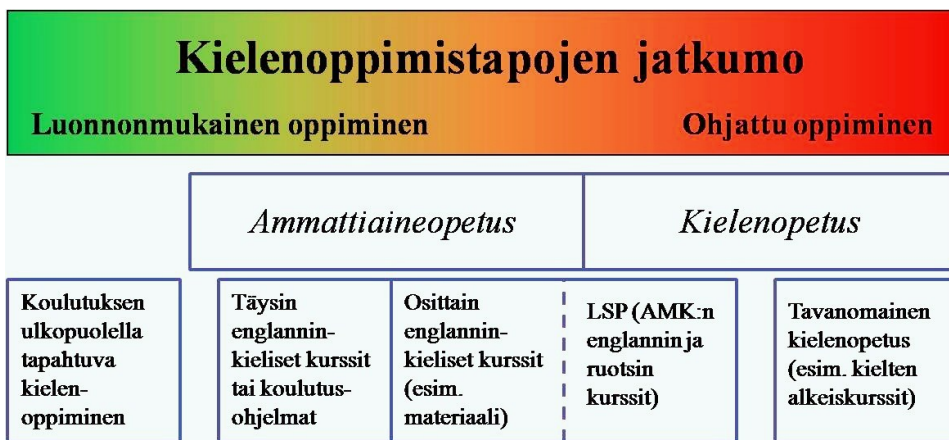 Kielenoppimistapojen jatkumo
Luonnonmukainen oppiminen
Ohjattu oppiminen
Ammattiaineopetus
Kielenopetus
Koulutuksen
ulkopuolella
tapahtuva
kielen-
oppiminen
Täysin
englannin-
kieliset kurssit
tai koulutus-
ohjelmat
Osittain
englannin-
kieliset kurssit
(esim.
materiaali)
LSP (AMK:n
englannin ja
ruotsin
kurssit)
Tavanomainen
kielenopetus
(esim. kielten
alkeiskurssit)